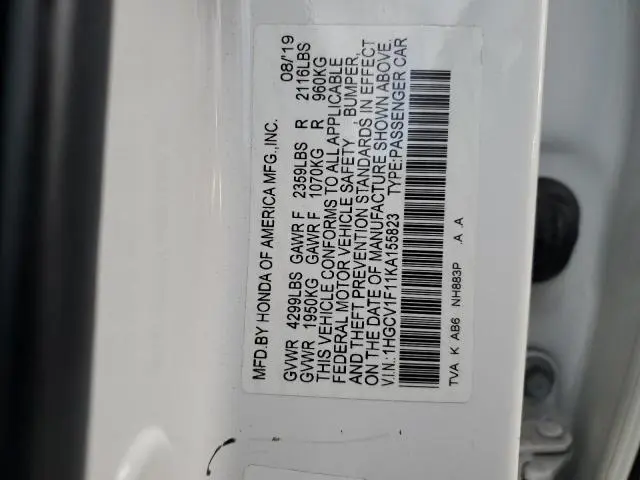 MFD.BY HONDA OF AMERICA MFG.,INC. 08/19
GVWR 4299LBS GAWR F 2359LBS R 2116LBS
GVWR 1950KG GAWR F 1070KG R 960KG
THIS VEHICLE CONFORMS TO ALL APPLICABLE
FEDERAL MOTOR VEHICLE SAFETY , BUMPER,
AND THEFT PREVENTION STANDARDS IN EFFECT
ON THE DATE OF MANUFACTURE SHOWN ABOVE.
V.I.N.:1HGCV1F11KA155823 TYPE:PASSENGER CAR
TVA K AB6 NH883P .A .A